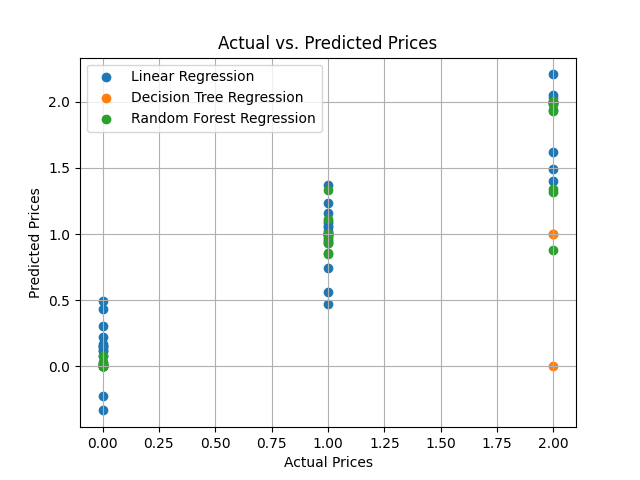 Actual vs. Predicted Prices
Linear Regression
Decision Tree Regression
Random Forest Regression
Predicted Prices
2.0
1.5
1.0
0.5
0.0
0.00 0.25 0.50 0.75 1.00 1.25 1.50 1.75 2.00
Actual Prices